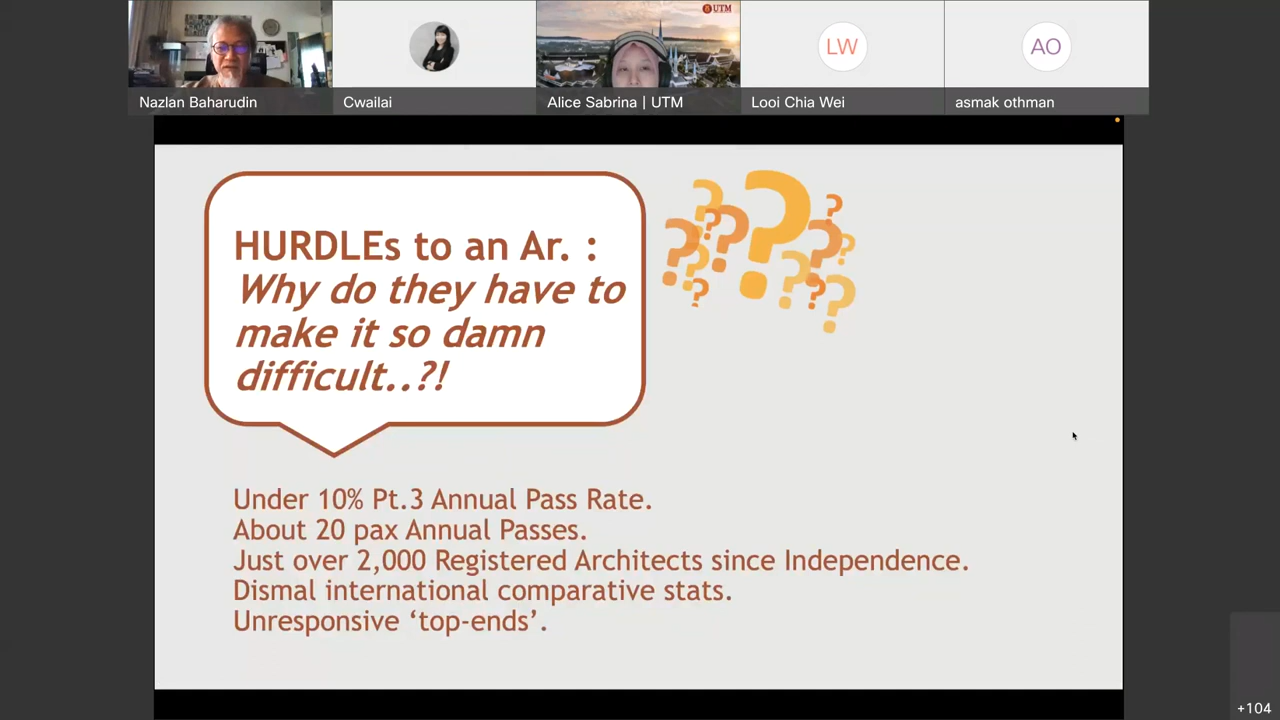 UTM
LW
AO
Nazlan Baharudin
Cwailai
Alice Sabrina | UTM
Looi Chia Wei
asmak othman
HURDLEs to an Ar. :
Why do they have to
make it so damn
difficult..?!
Under 10% Pt.3 Annual Pass Rate.
About 20 pax Annual Passes.
Just over 2,000 Registered Architects since Independence.
Dismal international comparative stats.
Unresponsive ‘top-ends’.
+104